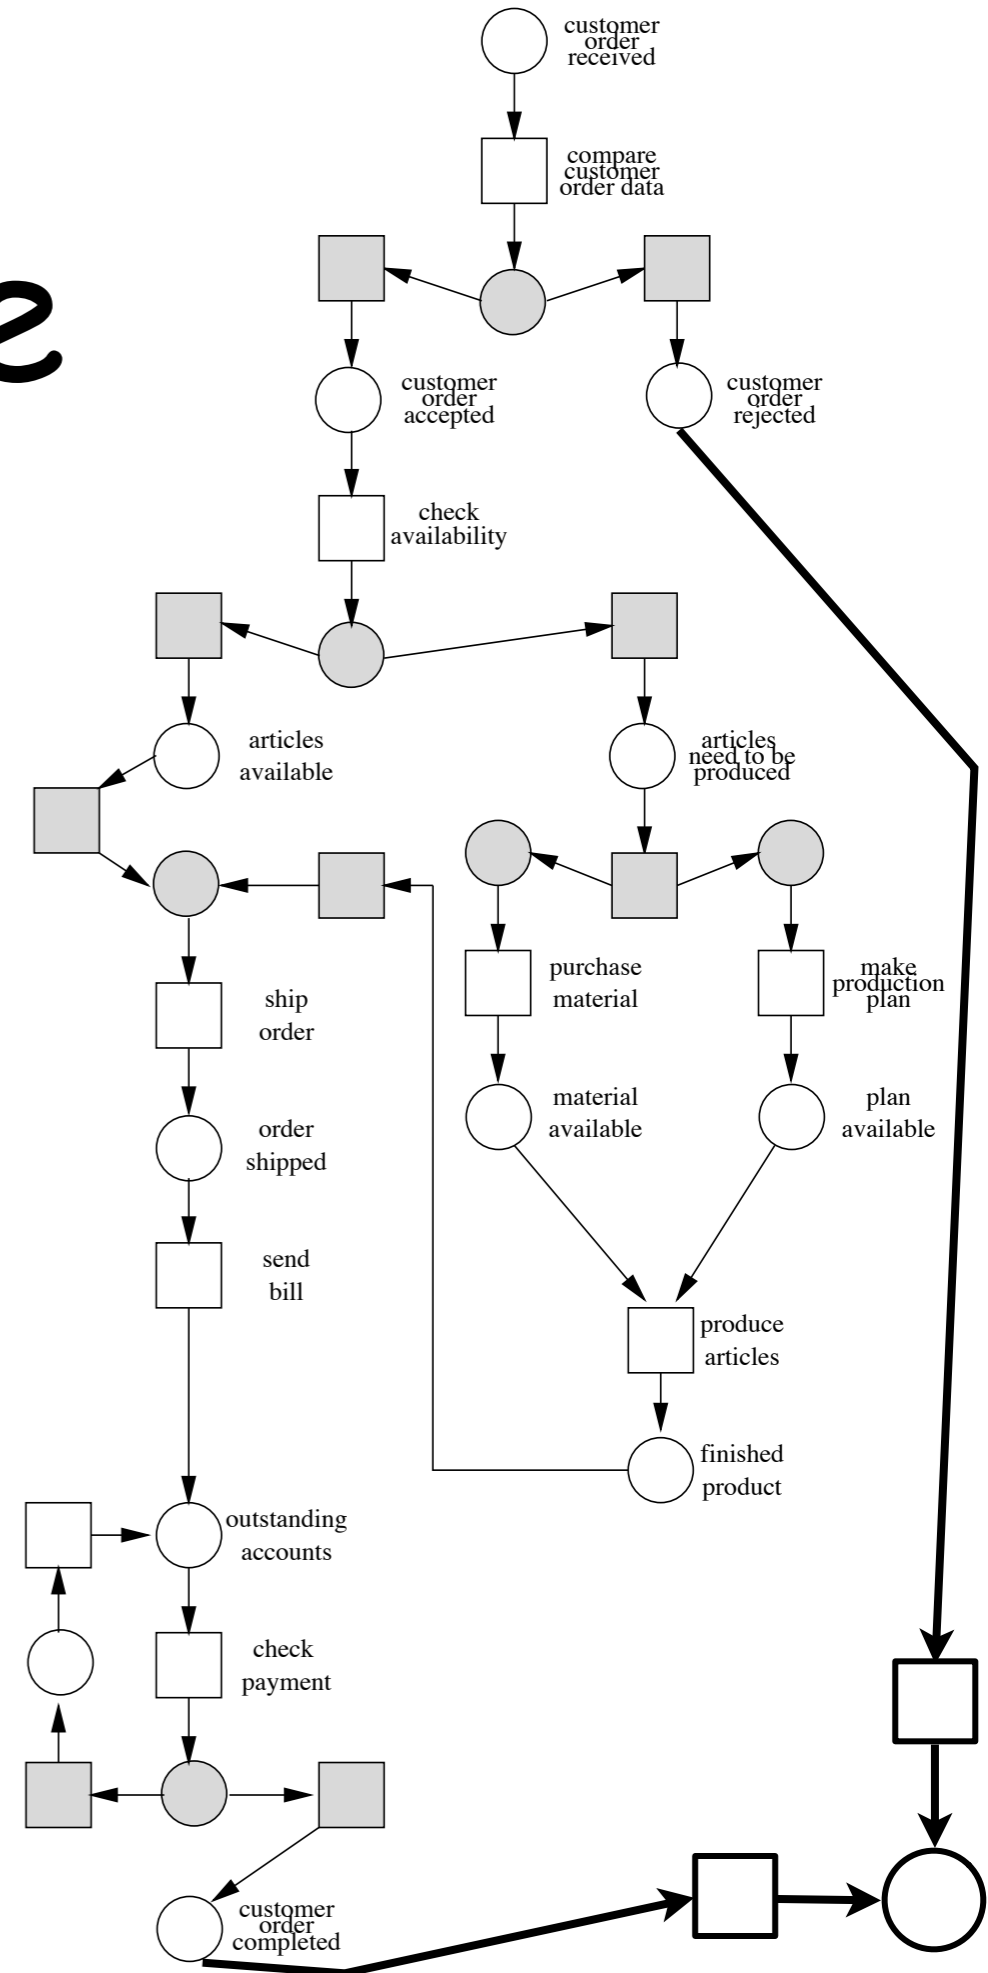 customer
order
received
compare
customer
order data
customer
order
accepted
customer
order
rejected
check
availability
articles
available
articles
need to be
produced
purchase
material
make
production
plan
ship
order
material
available
plan
available
order
shipped
send
bill
produce
articles
finished
product
outstanding
accounts
check
payment
customer
order
completed
e